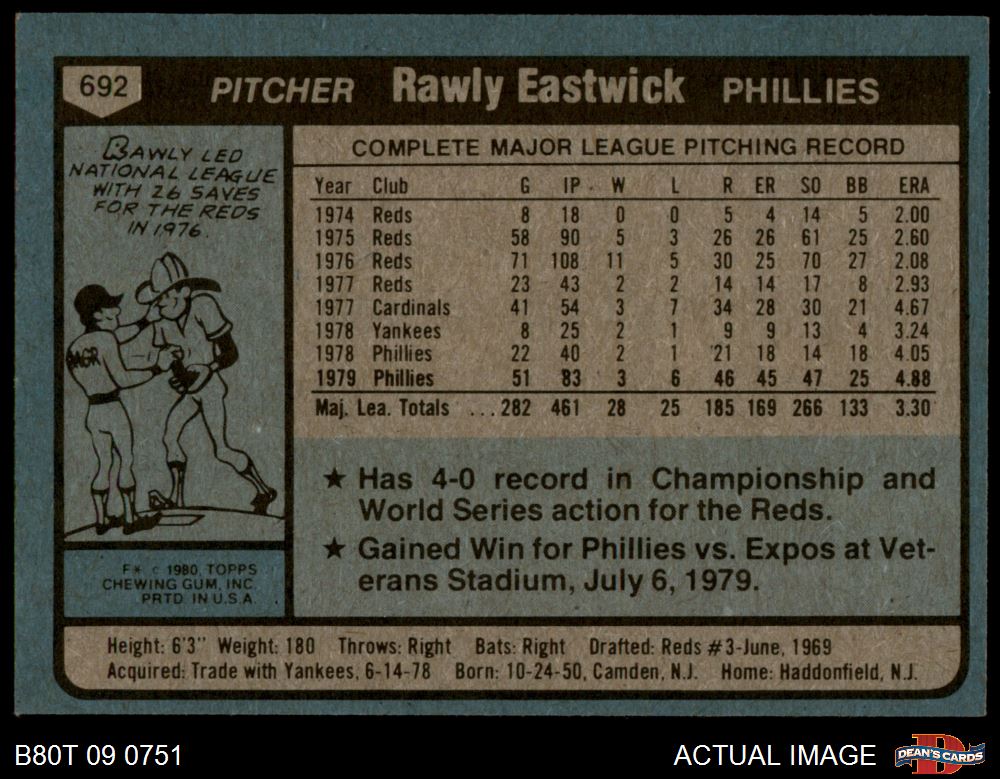 692 PITCHER Rawly Eastwick PHILLIES
RAWLY LED
NATIONAL LEAGUE
WITH 26 SAVES
FOR THE REDS
IN 1976.
MGR
F* © 1980, TOPPS
CHEWING GUM, INC.
PRTD. IN U.S.A.
COMPLETE MAJOR LEAGUE PITCHING RECORD
Year Club G IP W L R ER SO BB ERA
1974 Reds 8 18 0 0 5 4 14 5 2.00
1975 Reds 58 90 5 3 26 26 61 25 2.60
1976 Reds 71 108 11 5 30 25 70 27 2.08
1977 Reds 23 43 2 2 14 14 17 8 2.93
1977 Cardinals 41 54 3 7 34 28 30 21 4.67
1978 Yankees 8 25 2 1 9 9 13 4 3.24
1978 Phillies 22 40 2 1 21 18 14 18 4.05
1979 Phillies 51 83 3 6 46 45 47 25 4.88
Maj. Lea. Totals ... 282 461 28 25 185 169 266 133 3.30
★ Has 4-0 record in Championship and
World Series action for the Reds.
★ Gained Win for Phillies vs. Expos at Vet-
erans Stadium, July 6, 1979.
Height: 6'3" Weight: 180 Throws: Right Bats: Right Drafted: Reds #3-June, 1969
Acquired: Trade with Yankees, 6-14-78 Born: 10-24-50, Camden, N.J. Home: Haddonfield, N.J.
B80T 09 0751 ACTUAL IMAGE DEAN'S CARDS